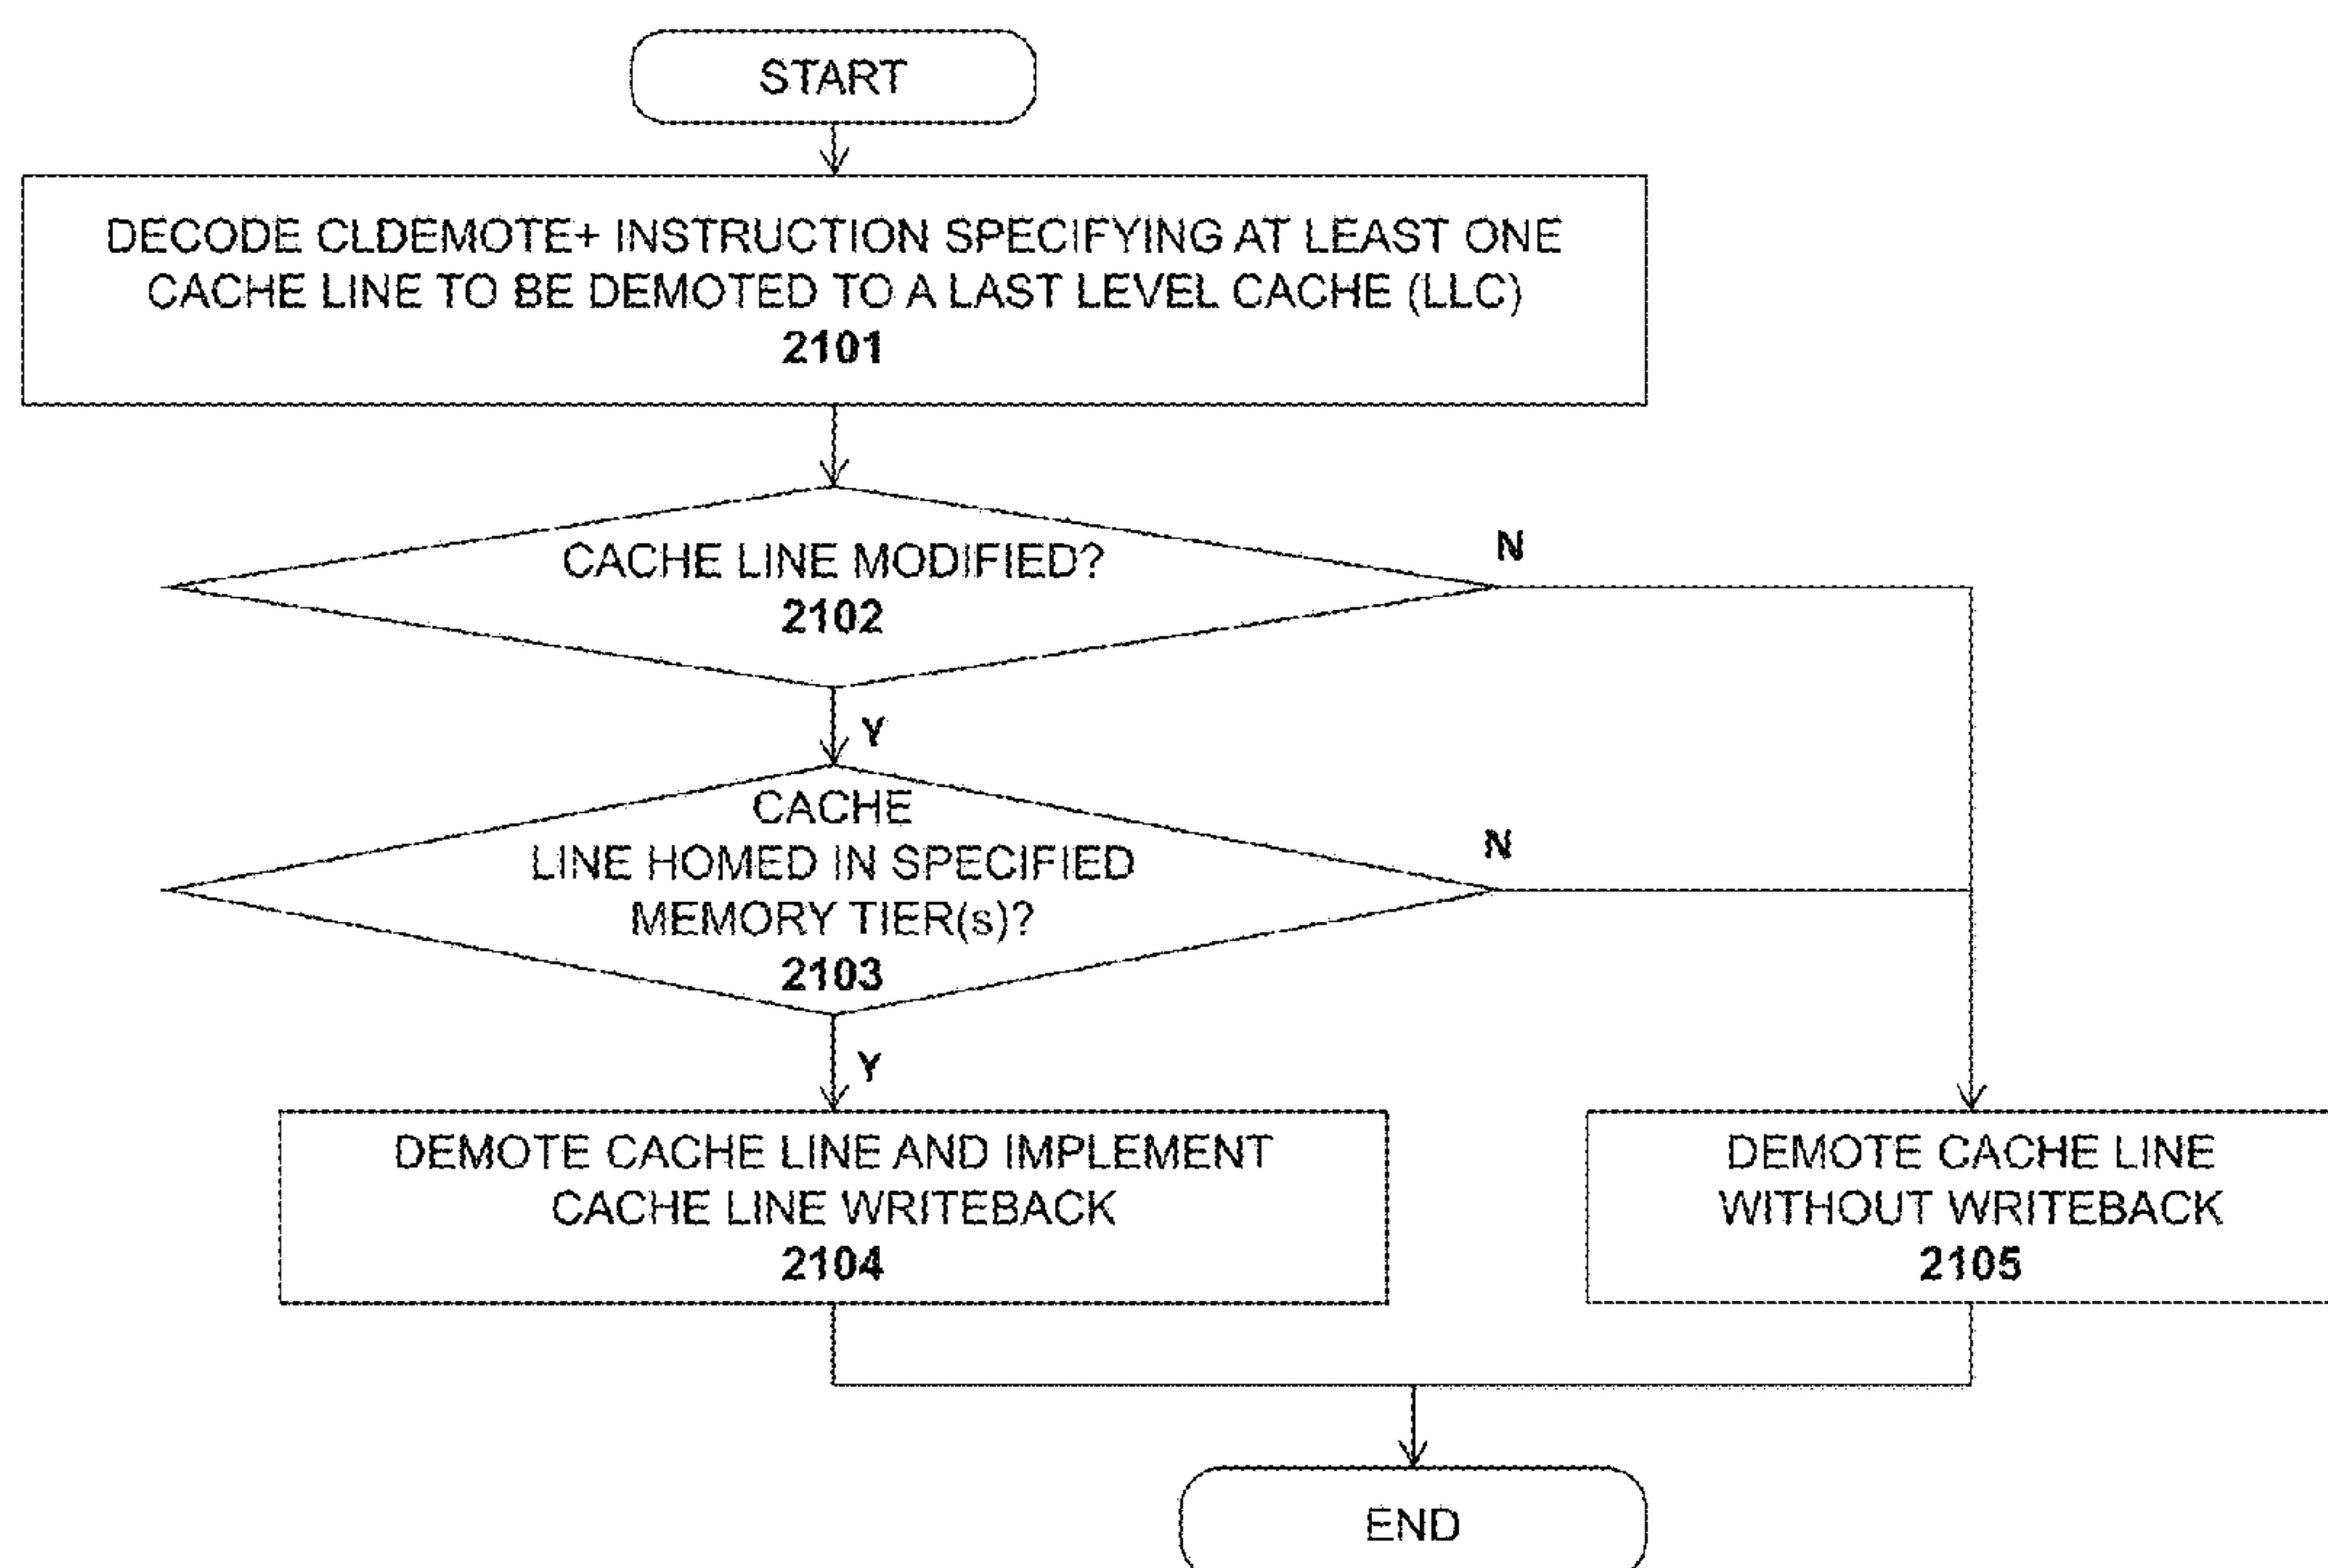 START
DECODE CLDEMOTE+ INSTRUCTION SPECIFYING AT LEAST ONE
CACHE LINE TO BE DEMOTED TO A LAST LEVEL CACHE (LLC)
2101
CACHE LINE MODIFIED?
2102
N
Y
CACHE
LINE HOMED IN SPECIFIED
MEMORY TIER(s)?
2103
N
Y
DEMOTE CACHE LINE AND IMPLEMENT
CACHE LINE WRITEBACK
2104
DEMOTE CACHE LINE
WITHOUT WRITEBACK
2105
END